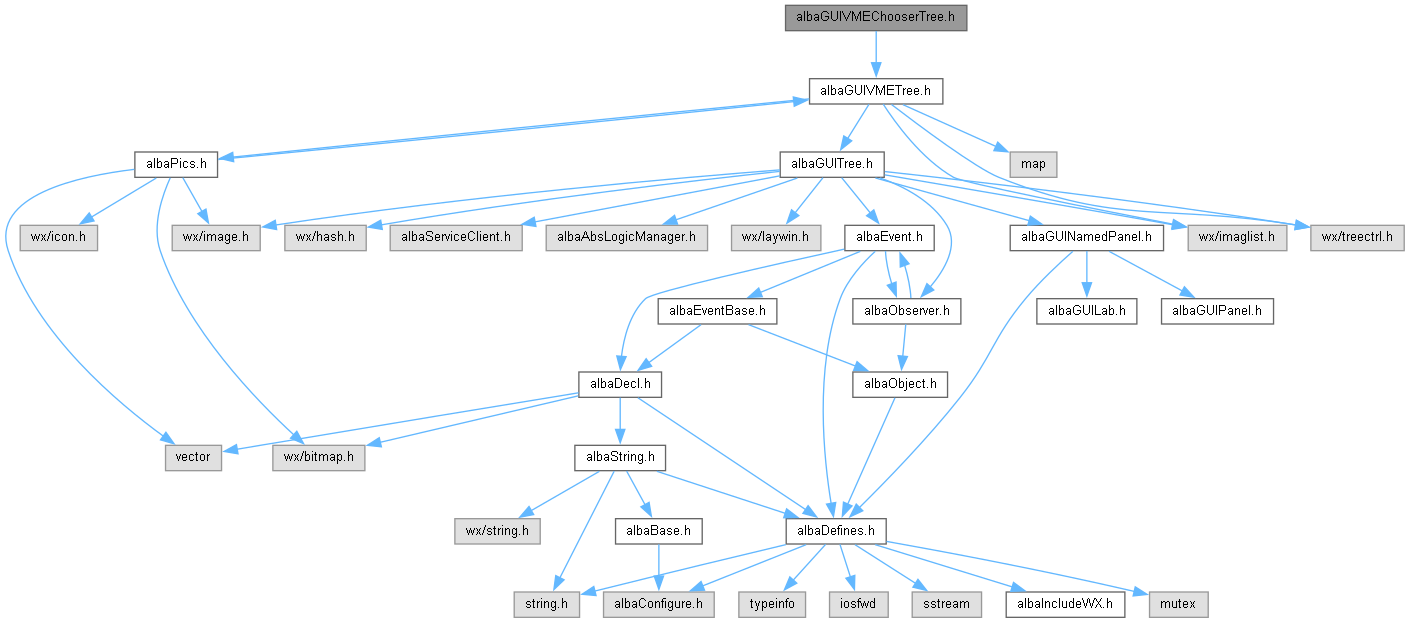 albaGUIVMEChooserTree.h
albaGUIVMETree.h
albaPics.h
albaGUITree.h
map
wx/icon.h
wx/image.h
wx/hash.h
albaServiceClient.h
albaAbsLogicManager.h
wx/laywin.h
albaEvent.h
albaGUINamedPanel.h
wx/imaglist.h
wx/treectrl.h
albaEventBase.h
albaObserver.h
albaGUILab.h
albaGUIPanel.h
albaDecl.h
albaObject.h
vector
wx/bitmap.h
albaString.h
wx/string.h
albaBase.h
albaDefines.h
string.h
albaConfigure.h
typeinfo
iosfwd
sstream
albaIncludeWX.h
mutex